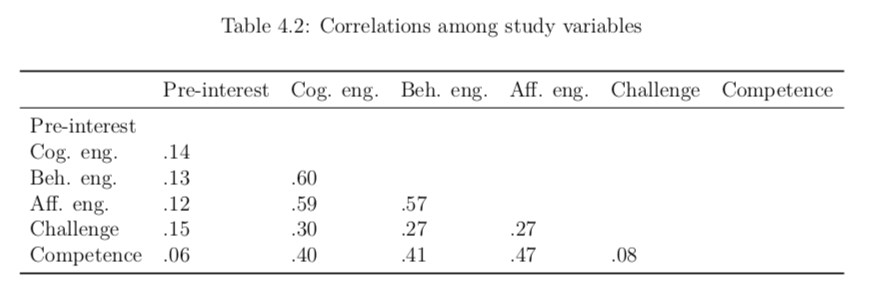 Table 4.2: Correlations among study variables
Pre-interest Cog. eng. Beh. eng. Aff. eng. Challenge Competence
Pre-interest
Cog. eng. .14
Beh. eng. .13 .60
Aff. eng. .12 .59 .57
Challenge .15 .30 .27 .27
Competence .06 .40 .41 .47 .08